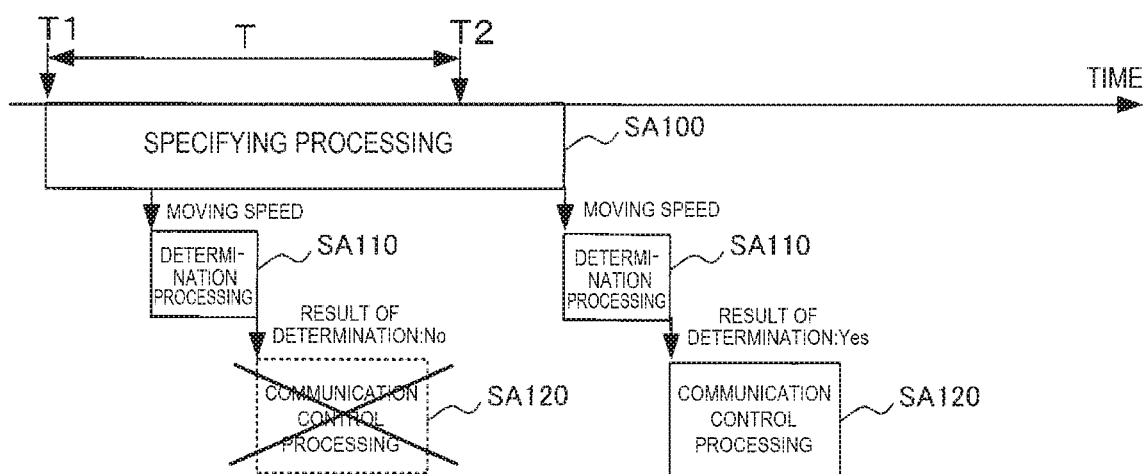 T1
T
T2
TIME
SPECIFYING PROCESSING
SA100
MOVING SPEED
MOVING SPEED
DETERMI-
NATION
PROCESSING
SA110
DETERMI-
NATION
PROCESSING
SA110
RESULT OF
DETERMINATION:No
RESULT OF
DETERMINATION:Yes
COMMUNICATION
CONTROL
PROCESSING
SA120
COMMUNICATION
CONTROL
PROCESSING
SA120